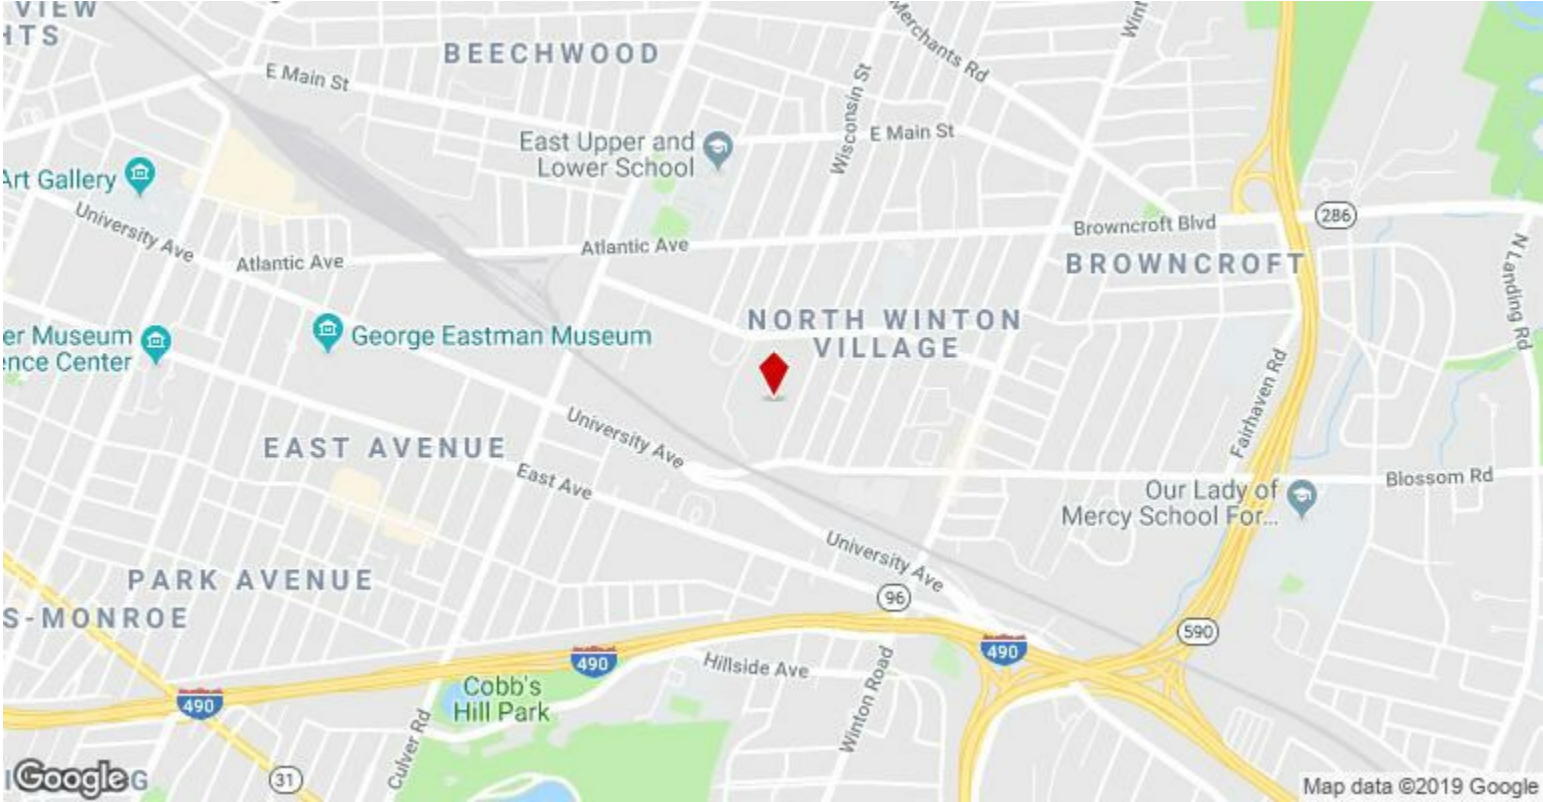 VIEW
HTS
BEECHWOOD
Merchants Rd
Wint
E Main St
Wisconsin St
East Upper and
Lower School
E Main St
Art Gallery
University Ave
286
Browncroft Blvd
Atlantic Ave
Atlantic Ave
BROWNCROFT
N Landing Rd
NORTH WINTON
VILLAGE
er Museum
ence Center
George Eastman Museum
Fairhaven Rd
University Ave
EAST AVENUE
East Ave
Blossom Rd
Our Lady of
Mercy School For...
University Ave
PARK AVENUE
96
S-MONROE
590
490
490
Hillside Ave
Cobb's
Hill Park
490
Winton Road
Culver Rd
31
Google
G
Map data ©2019 Google